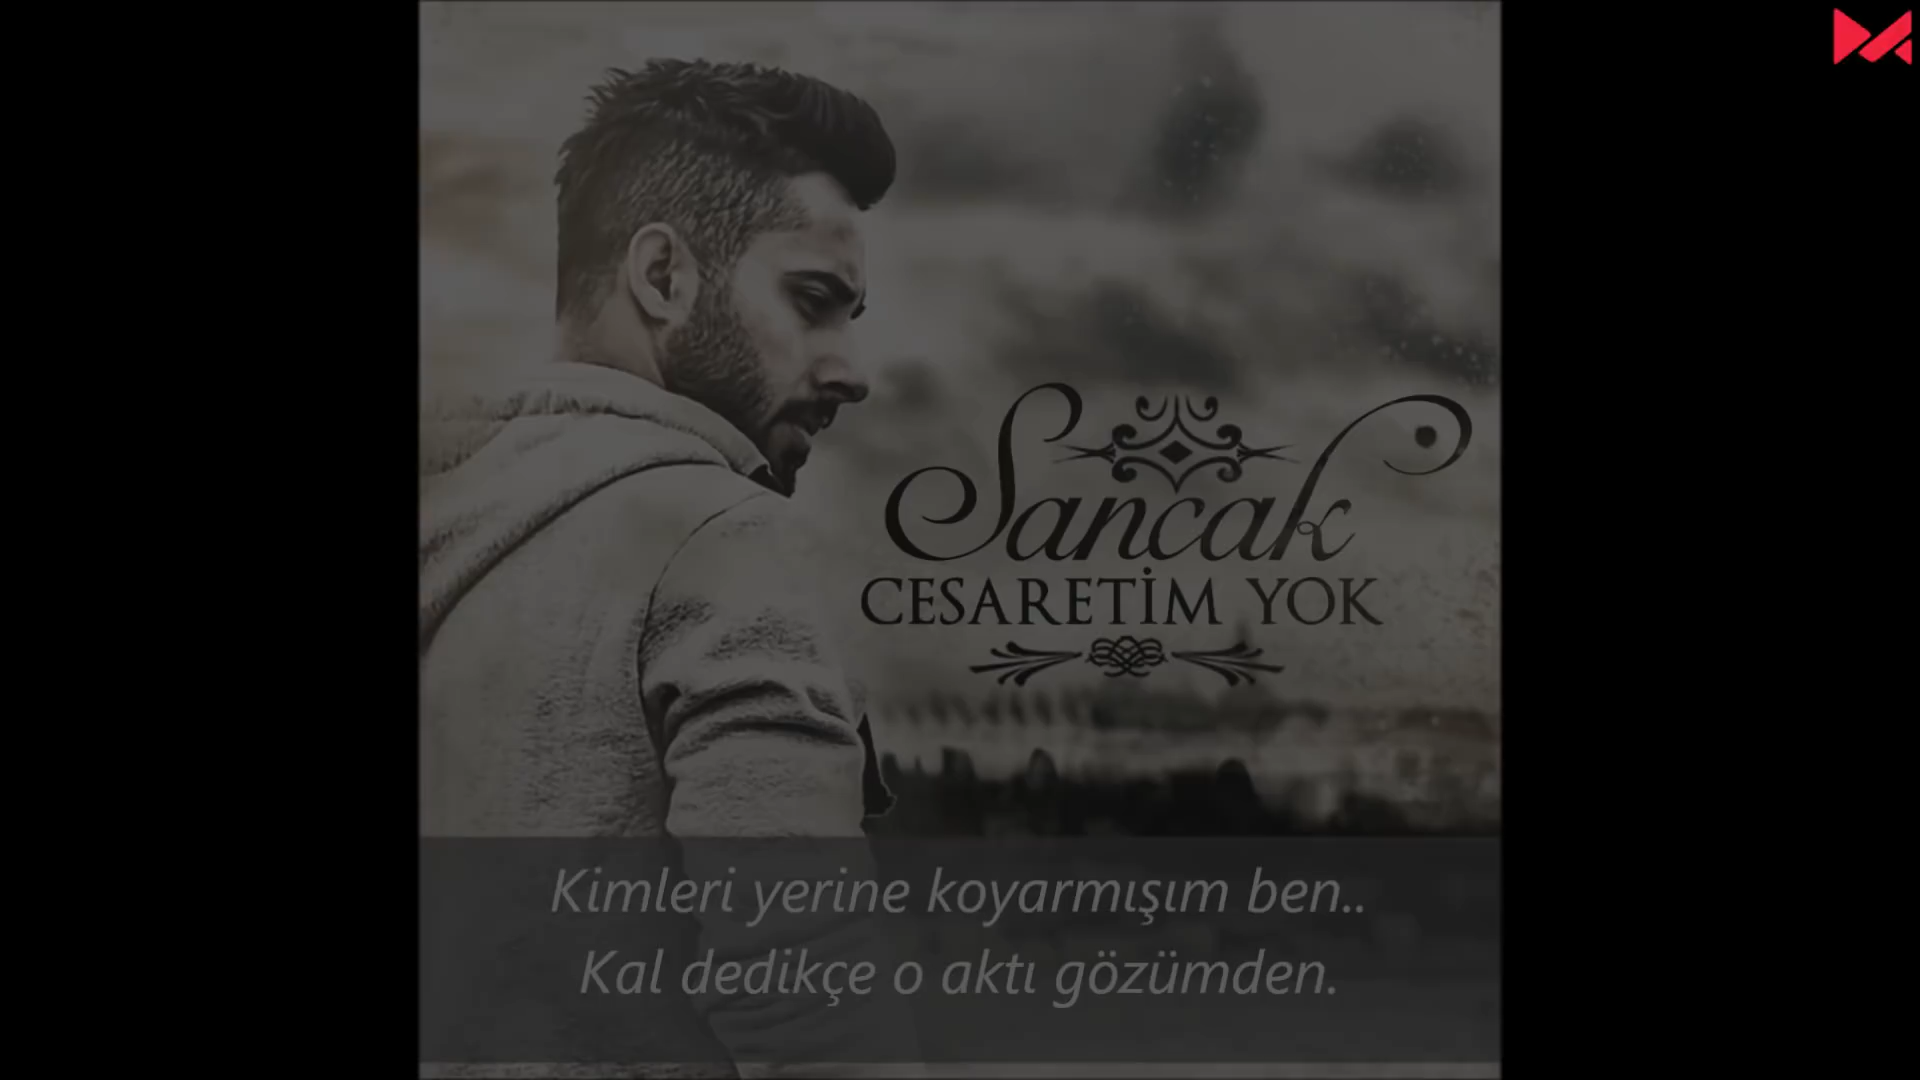 Sancak
CESARETİM YOK
Kimleri yerine koyarmışım ben..
Kal dedikçe o aktı gözümden.